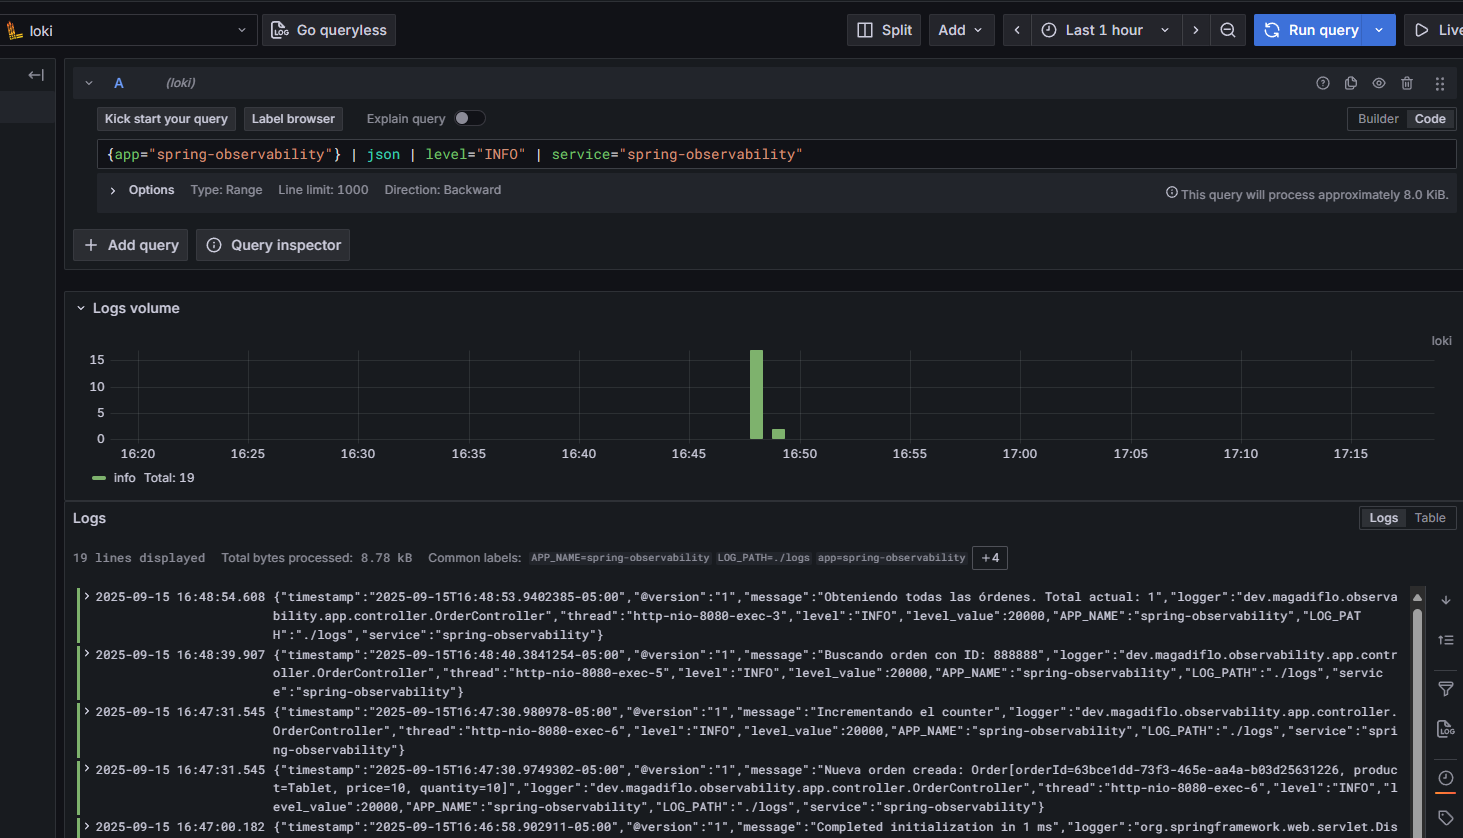 loki
Go queryless
Split
Add
Last 1 hour
Run query
Live
A (loki)
Kick start your query
Label browser
Explain query
Builder
Code
{app="spring-observability"} | json | level="INFO" | service="spring-observability"
Options Type: Range Line limit: 1000 Direction: Backward
This query will process approximately 8.0 KiB.
+ Add query
Query inspector
Logs volume
loki
15
10
5
0
16:20 16:25 16:30 16:35 16:40 16:45 16:50 16:55 17:00 17:05 17:10 17:15
info Total: 19
Logs
Logs
Table
19 lines displayed Total bytes processed: 8.78 kB Common labels: APP_NAME=spring-observability LOG_PATH=./logs app=spring-observability +4
2025-09-15 16:48:54.608 {"timestamp":"2025-09-15T16:48:53.9402385-05:00","@version":"1","message":"Obteniendo todas las órdenes. Total actual: 1","logger":"dev.magadiflo.observa
bility.app.controller.OrderController","thread":"http-nio-8080-exec-3","level":"INFO","level_value":20000,"APP_NAME":"spring-observability","LOG_PAT
H":"./logs","service":"spring-observability"}
2025-09-15 16:48:39.907 {"timestamp":"2025-09-15T16:48:40.3841254-05:00","@version":"1","message":"Buscando orden con ID: 888888","logger":"dev.magadiflo.observability.app.contr
oller.OrderController","thread":"http-nio-8080-exec-5","level":"INFO","level_value":20000,"APP_NAME":"spring-observability","LOG_PATH":"./logs","servic
e":"spring-observability"}
2025-09-15 16:47:31.545 {"timestamp":"2025-09-15T16:47:30.980978-05:00","@version":"1","message":"Incrementando el counter","logger":"dev.magadiflo.observability.app.controller.
OrderController","thread":"http-nio-8080-exec-6","level":"INFO","level_value":20000,"APP_NAME":"spring-observability","LOG_PATH":"./logs","service":"spri
ng-observability"}
2025-09-15 16:47:31.545 {"timestamp":"2025-09-15T16:47:30.9749302-05:00","@version":"1","message":"Nueva orden creada: Order[orderId=63bce1dd-73f3-465e-aa4a-b03d25631226, produc
t=Tablet, price=10, quantity=10]","logger":"dev.magadiflo.observability.app.controller.OrderController","thread":"http-nio-8080-exec-6","level":"INFO","l
evel_value":20000,"APP_NAME":"spring-observability","LOG_PATH":"./logs","service":"spring-observability"}
2025-09-15 16:47:00.182 {"timestamp":"2025-09-15T16:46:58.902911-05:00","@version":"1","message":"Completed initialization in 1 ms","logger":"org.springframework.web.servlet.Dis